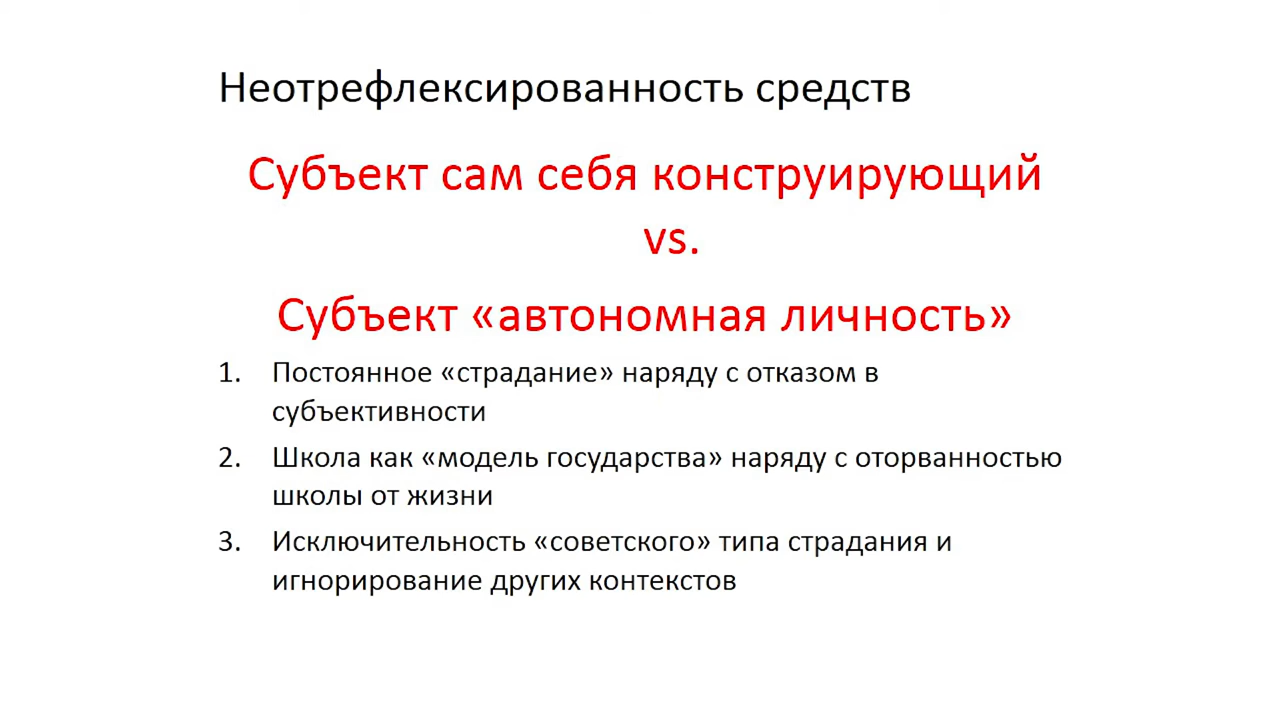 Неотрефлексированность средств
Субъект сам себя конструирующий
vs.
Субъект «автономная личность»
1. Постоянное «страдание» наряду с отказом в
субъективности
2. Школа как «модель государства» наряду с оторванностью
школы от жизни
3. Исключительность «советского» типа страдания и
игнорирование других контекстов